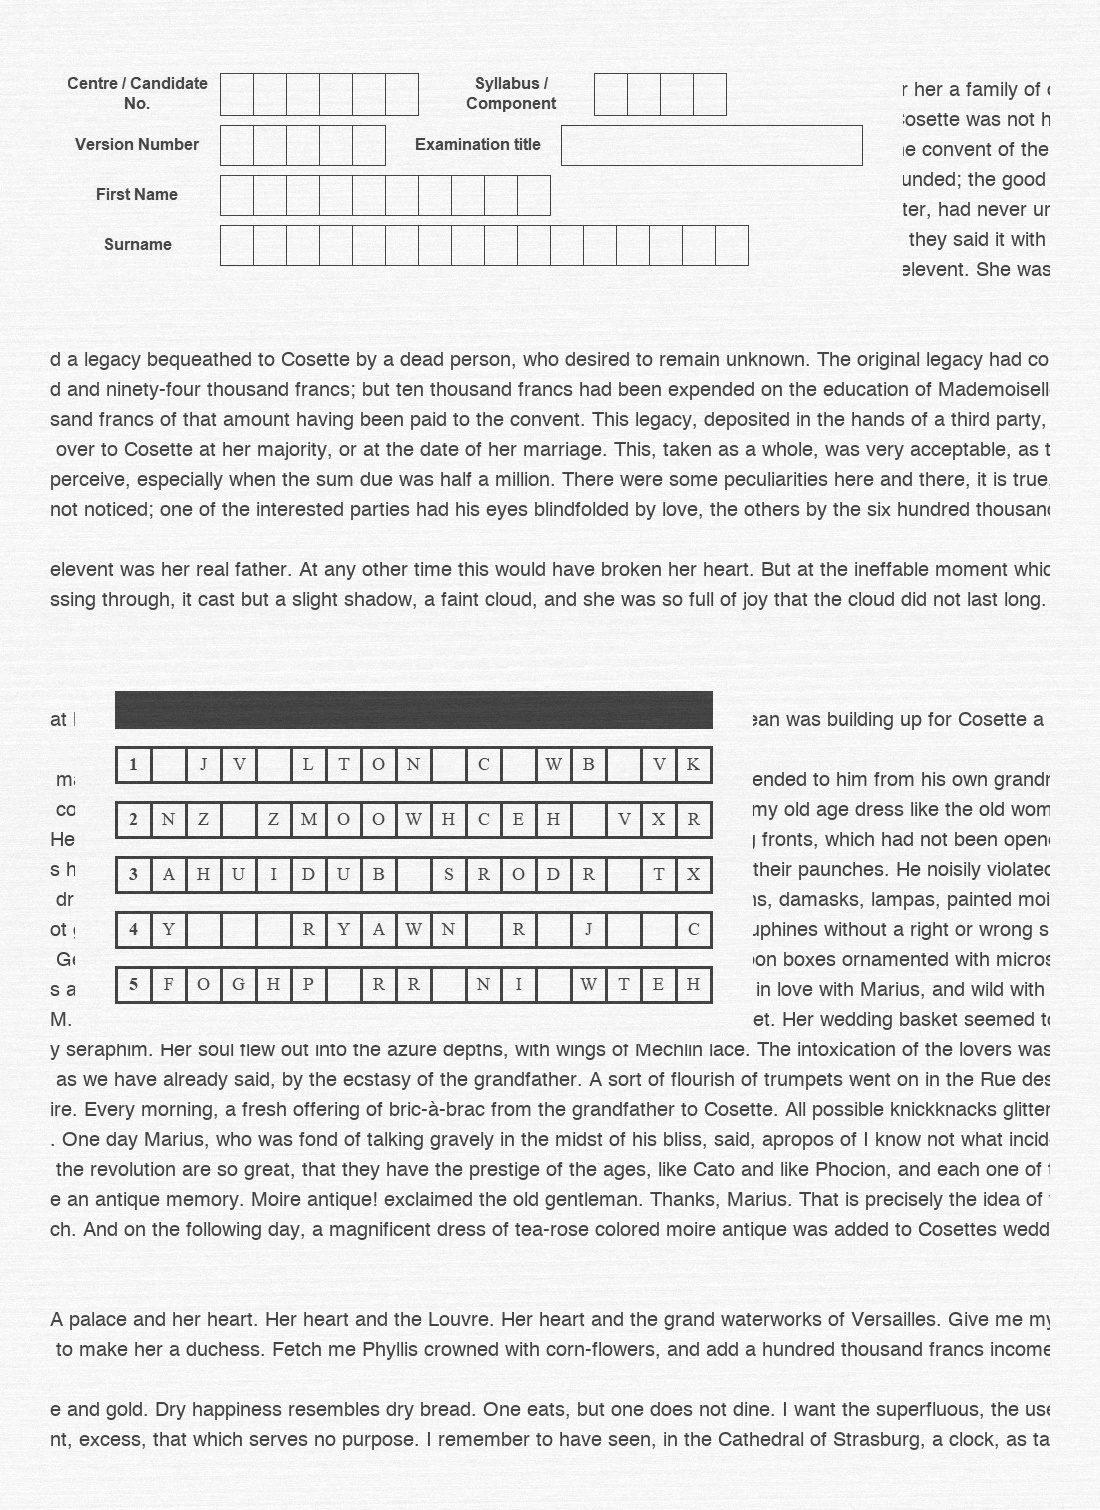 Centre / Candidate No.
Syllabus / Component
Version Number
Examination title
First Name
Surname
her a family of
Cosette was not
convent of the
the good
had never
they said it with
elevent. She was
d a legacy bequeathed to Cosette by a dead person, who desired to remain unknown. The original legacy had co
d and ninety-four thousand francs; but ten thousand francs had been expended on the education of Mademoisell
sand francs of that amount having been paid to the convent. This legacy, deposited in the hands of a third party,
over to Cosette at her majority, or at the date of her marriage. This, taken as a whole, was very acceptable, as t
perceive, especially when the sum due was half a million. There were some peculiarities here and there, it is true,
not noticed; one of the interested parties had his eyes blindfolded by love, the others by the six hundred thousand
elevent was her real father. At any other time this would have broken her heart. But at the ineffable moment whic
ssing through, it cast but a slight shadow, a faint cloud, and she was so full of joy that the cloud did not last long.
at
ean was building up for Cosette a
1 J V L T O N C W B V K
ma
ended to him from his own grandr
co
my old age dress like the old wom
2 N Z Z M O O W H C E H V X R
He
fronts, which had not been open
s h
their paunches. He noisily violated
3 A H U I D U B S R O D R T X
dr
damasks, lampas, painted moi
ot
uphines without a right or wrong s
4 Y R Y A W N R J C
Ge
boxes ornamented with micros
s a
in love with Marius, and wild with
5 F O G H P R R N I W T E H
M.
et. Her wedding basket seemed to
y seraphim. Her soul flew out into the azure depths, with wings of Mechlin lace. The intoxication of the lovers was
as we have already said, by the ecstasy of the grandfather. A sort of flourish of trumpets went on in the Rue des
ire. Every morning, a fresh offering of bric-à-brac from the grandfather to Cosette. All possible knickknacks glitter
. One day Marius, who was fond of talking gravely in the midst of his bliss, said, apropos of I know not what incid
the revolution are so great, that they have the prestige of the ages, like Cato and like Phocion, and each one of
e an antique memory. Moire antique! exclaimed the old gentleman. Thanks, Marius. That is precisely the idea of
ch. And on the following day, a magnificent dress of tea-rose colored moire antique was added to Cosettes wedd
A palace and her heart. Her heart and the Louvre. Her heart and the grand waterworks of Versailles. Give me my
to make her a duchess. Fetch me Phyllis crowned with corn-flowers, and add a hundred thousand francs income
e and gold. Dry happiness resembles dry bread. One eats, but one does not dine. I want the superfluous, the use
nt, excess, that which serves no purpose. I remember to have seen, in the Cathedral of Strasburg, a clock, as ta